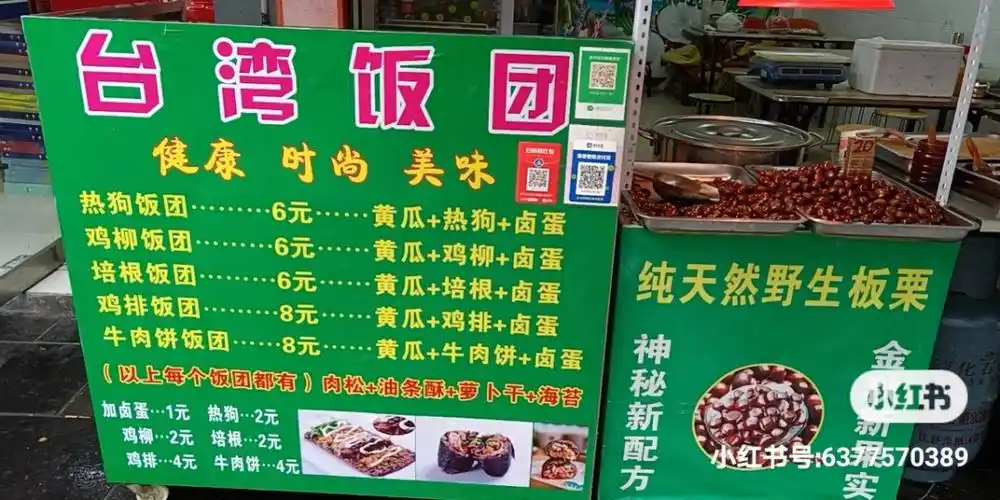 台湾饭团
健康 时尚 美味
热狗饭团………6元……黄瓜+热狗+卤蛋
鸡柳饭团………6元……黄瓜+鸡柳+卤蛋
培根饭团………6元……黄瓜+培根+卤蛋
鸡排饭团………8元……黄瓜+鸡排+卤蛋
牛肉饼饭团……8元……黄瓜+牛肉饼+卤蛋
(以上每个饭团都有)肉松+油条酥+萝卜干+海苔
加卤蛋…1元 热狗…2元
鸡柳…2元 培根…2元
鸡排…4元 牛肉饼…4元
20
纯天然野生板栗
神秘新配方
金
新果实
小红书
小红书号:6377570389